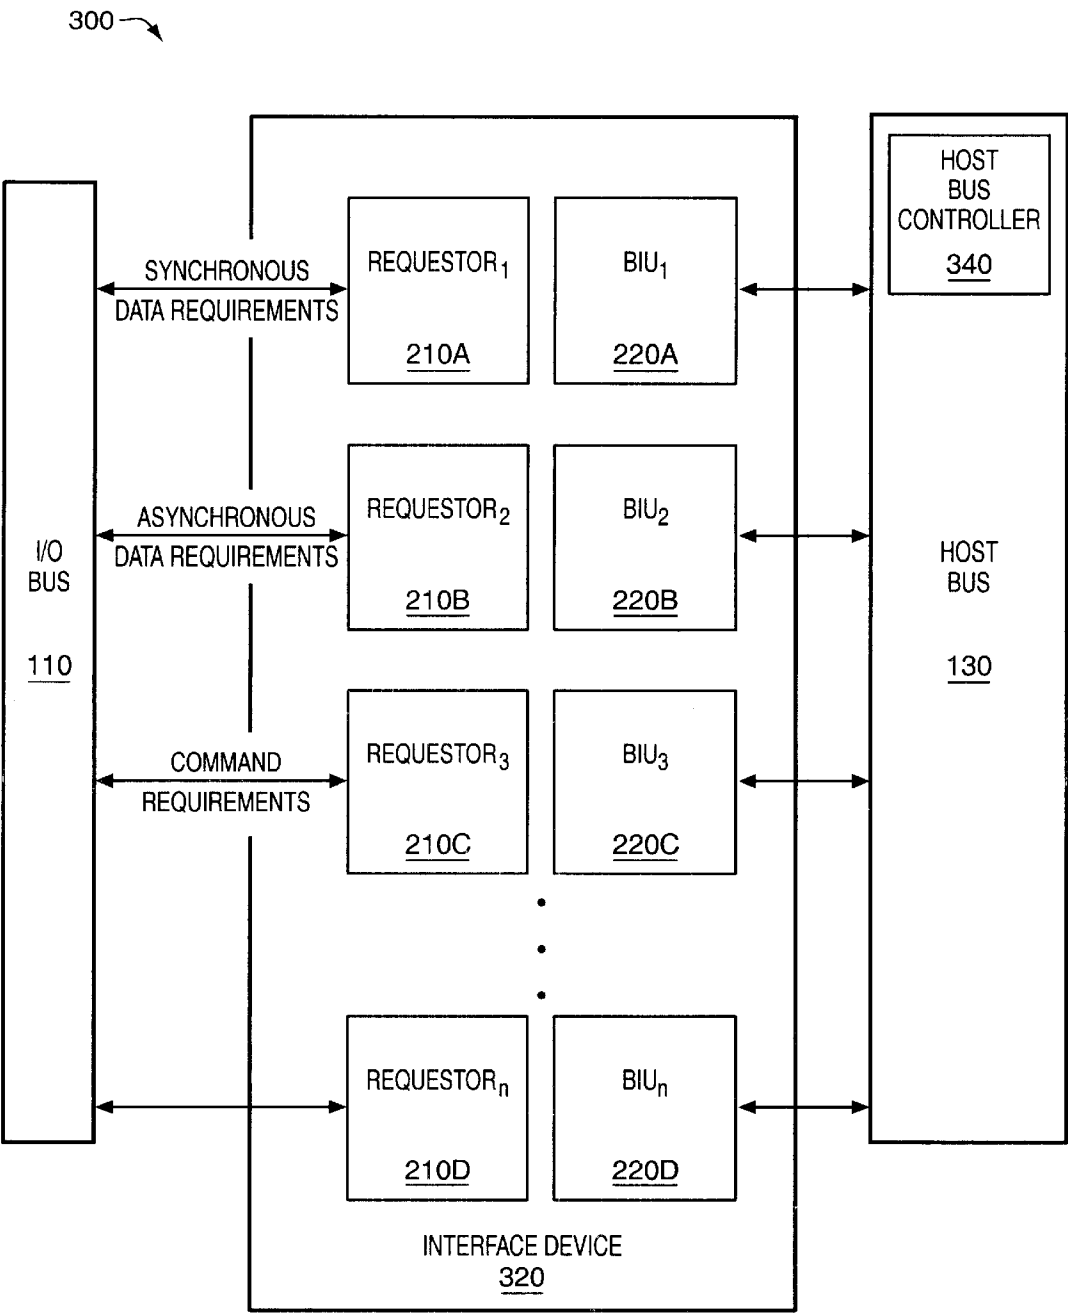 300
HOST
BUS
CONTROLLER
340
SYNCHRONOUS
DATA REQUIREMENTS
REQUESTOR1
210A
BIU1
220A
ASYNCHRONOUS
DATA REQUIREMENTS
REQUESTOR2
210B
BIU2
220B
I/O
BUS
110
HOST
BUS
130
COMMAND
REQUIREMENTS
REQUESTOR3
210C
BIU3
220C
REQUESTORn
210D
BIUn
220D
INTERFACE DEVICE
320